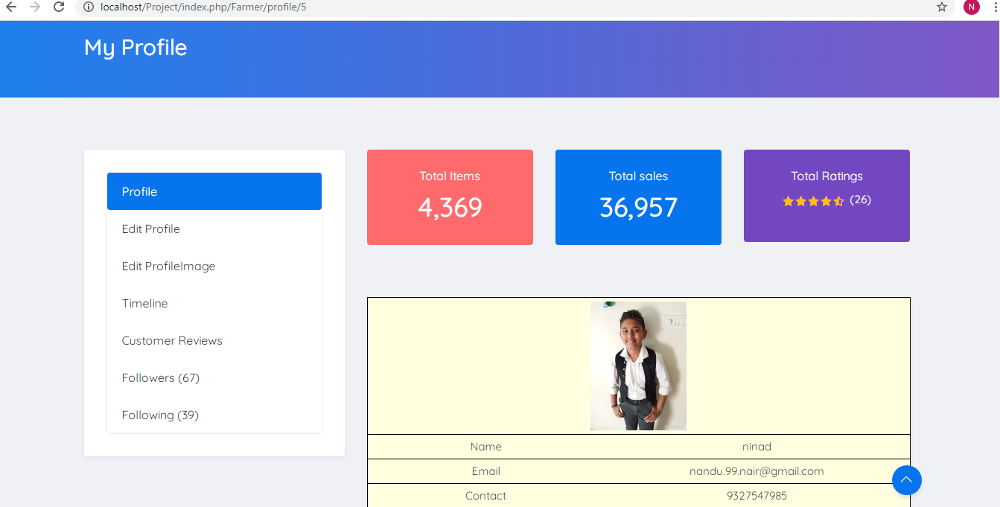 localhost/Project/index.php/Farmer/profile/5
N
My Profile
Profile
Edit Profile
Edit ProfileImage
Timeline
Customer Reviews
Followers (67)
Following (39)
Total Items
4,369
Total sales
36,957
Total Ratings
(26)
Name ninad
Email nandu.99.nair@gmail.com
Contact 9327547985